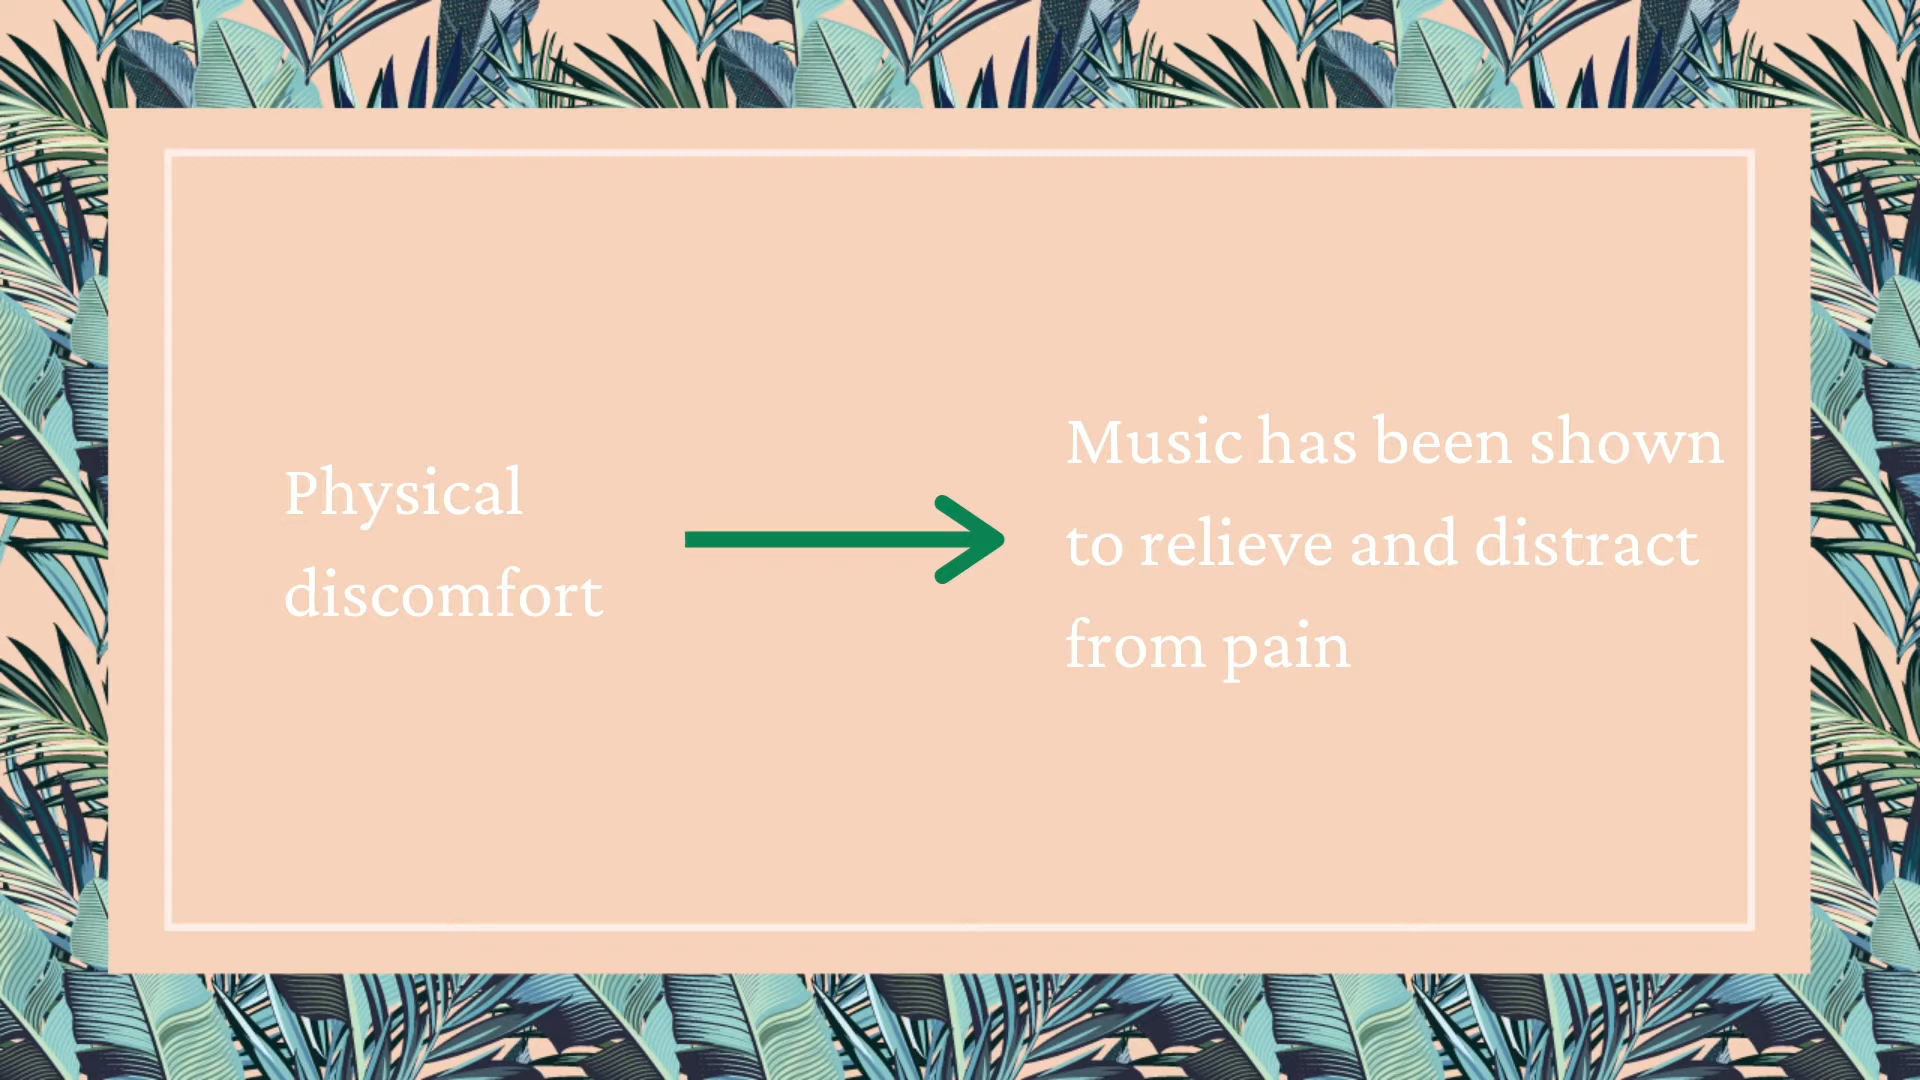 Physical
discomfort
Music has been shown
to relieve and distract
from pain